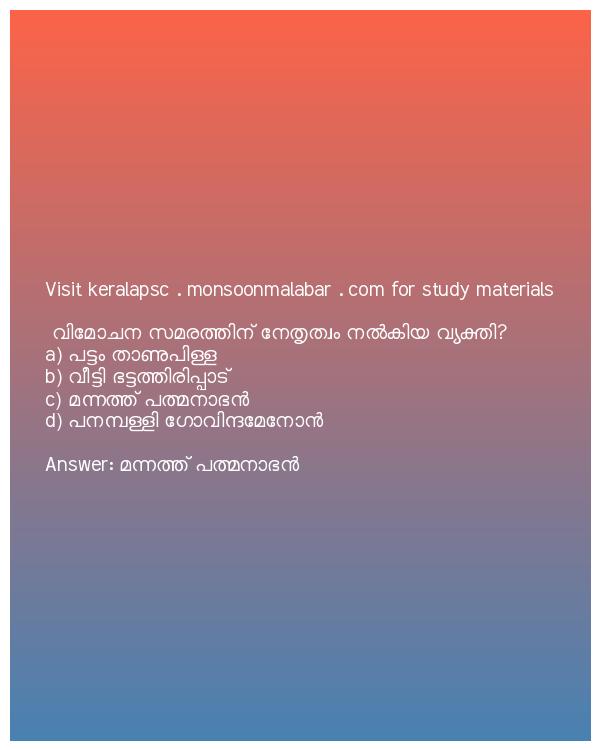 Visit keralapsc . monsoonmalabar . com for study materials
വിമോചന സമരത്തിന് നേതൃത്വം നൽകിയ വ്യക്തി?
a) പട്ടം താണുപിള്ള
b) വീട്ടി ഭട്ടത്തിരിപ്പാട്
c) മന്നത്ത് പത്മനാഭൻ
d) പനമ്പള്ളി ഗോവിന്ദമേനോൻ
Answer: മന്നത്ത് പത്മനാഭൻ